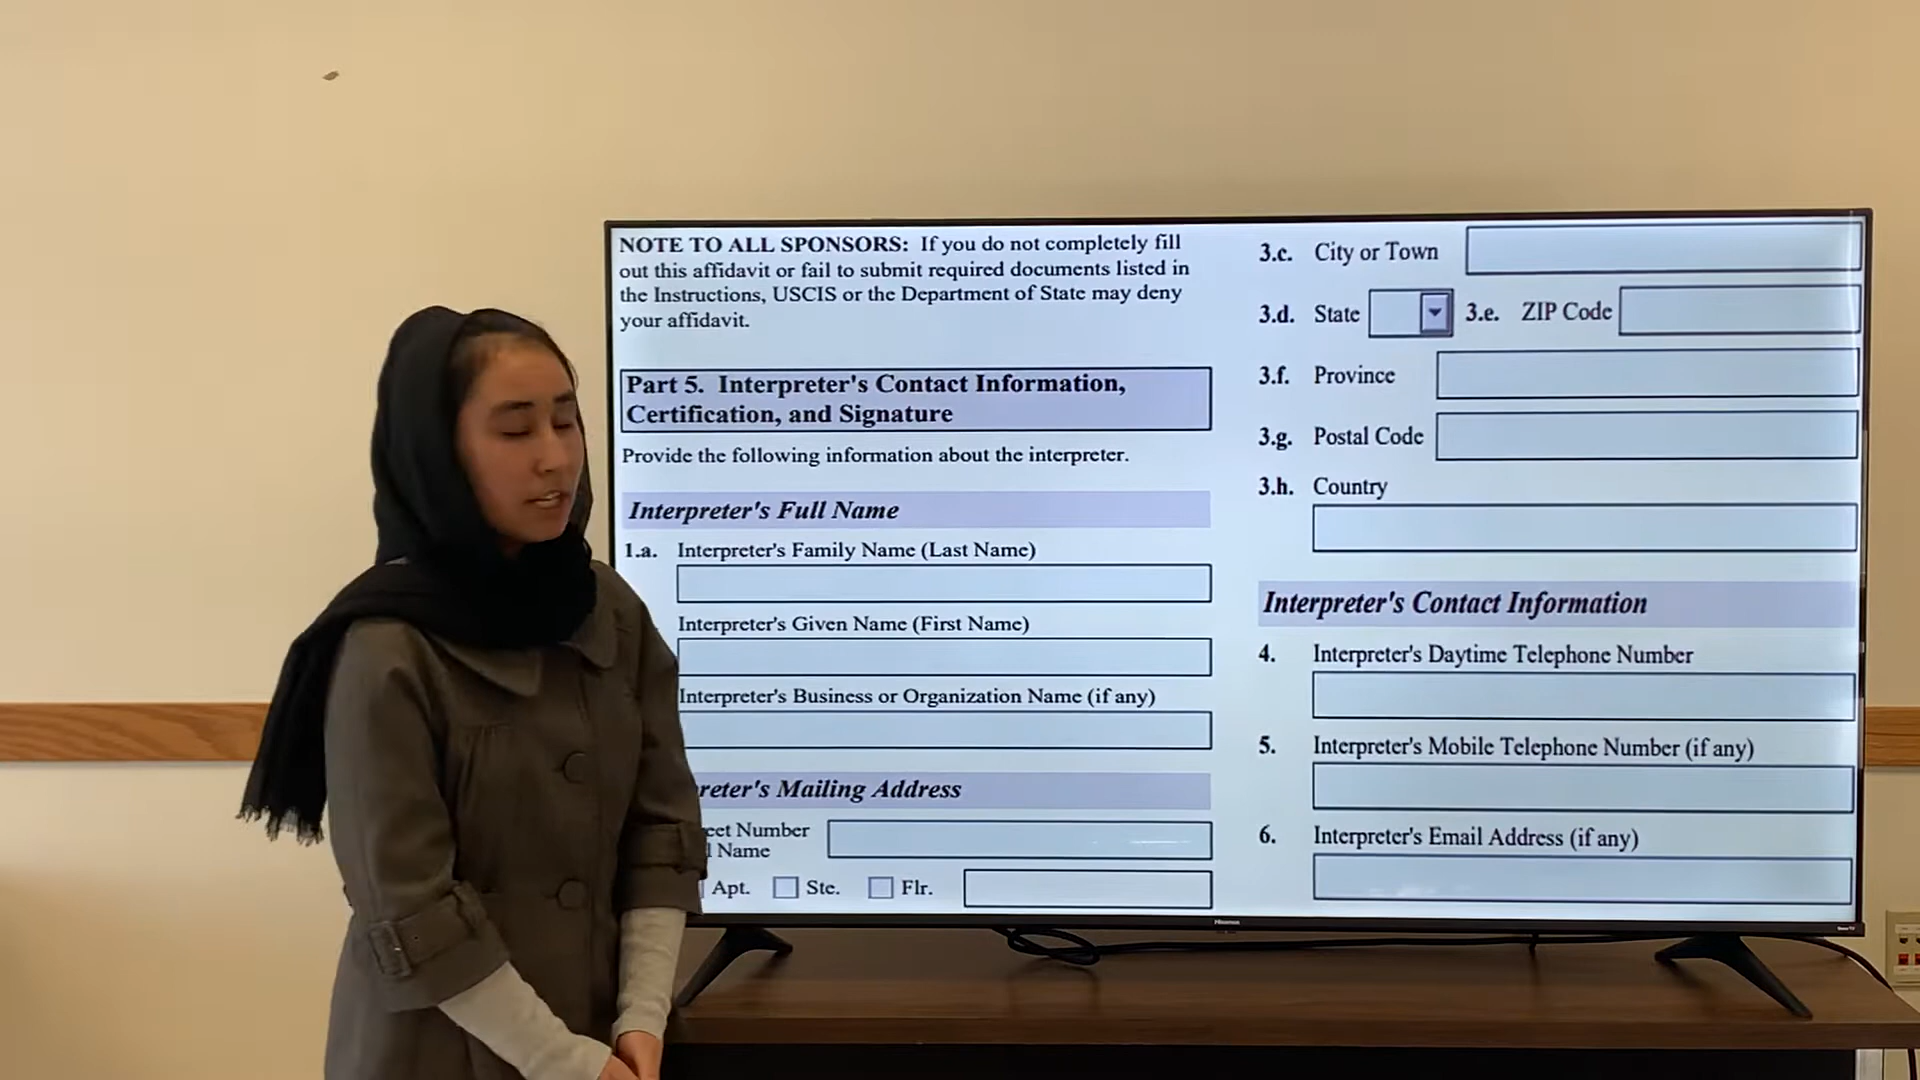 NOTE TO ALL SPONSORS: If you do not completely fill
out this affidavit or fail to submit required documents listed in
the Instructions, USCIS or the Department of State may deny
your affidavit.
Part 5. Interpreter's Contact Information,
Certification, and Signature
Provide the following information about the interpreter.
Interpreter's Full Name
1.a. Interpreter's Family Name (Last Name)
Interpreter's Given Name (First Name)
Interpreter's Business or Organization Name (if any)
reter's Mailing Address
eet Number
Name
Apt. Ste. Flr.
3.c. City or Town
3.d. State 3.e. ZIP Code
3.f. Province
3.g. Postal Code
3.h. Country
Interpreter's Contact Information
4. Interpreter's Daytime Telephone Number
5. Interpreter's Mobile Telephone Number (if any)
6. Interpreter's Email Address (if any)
Hisense
Roku TV